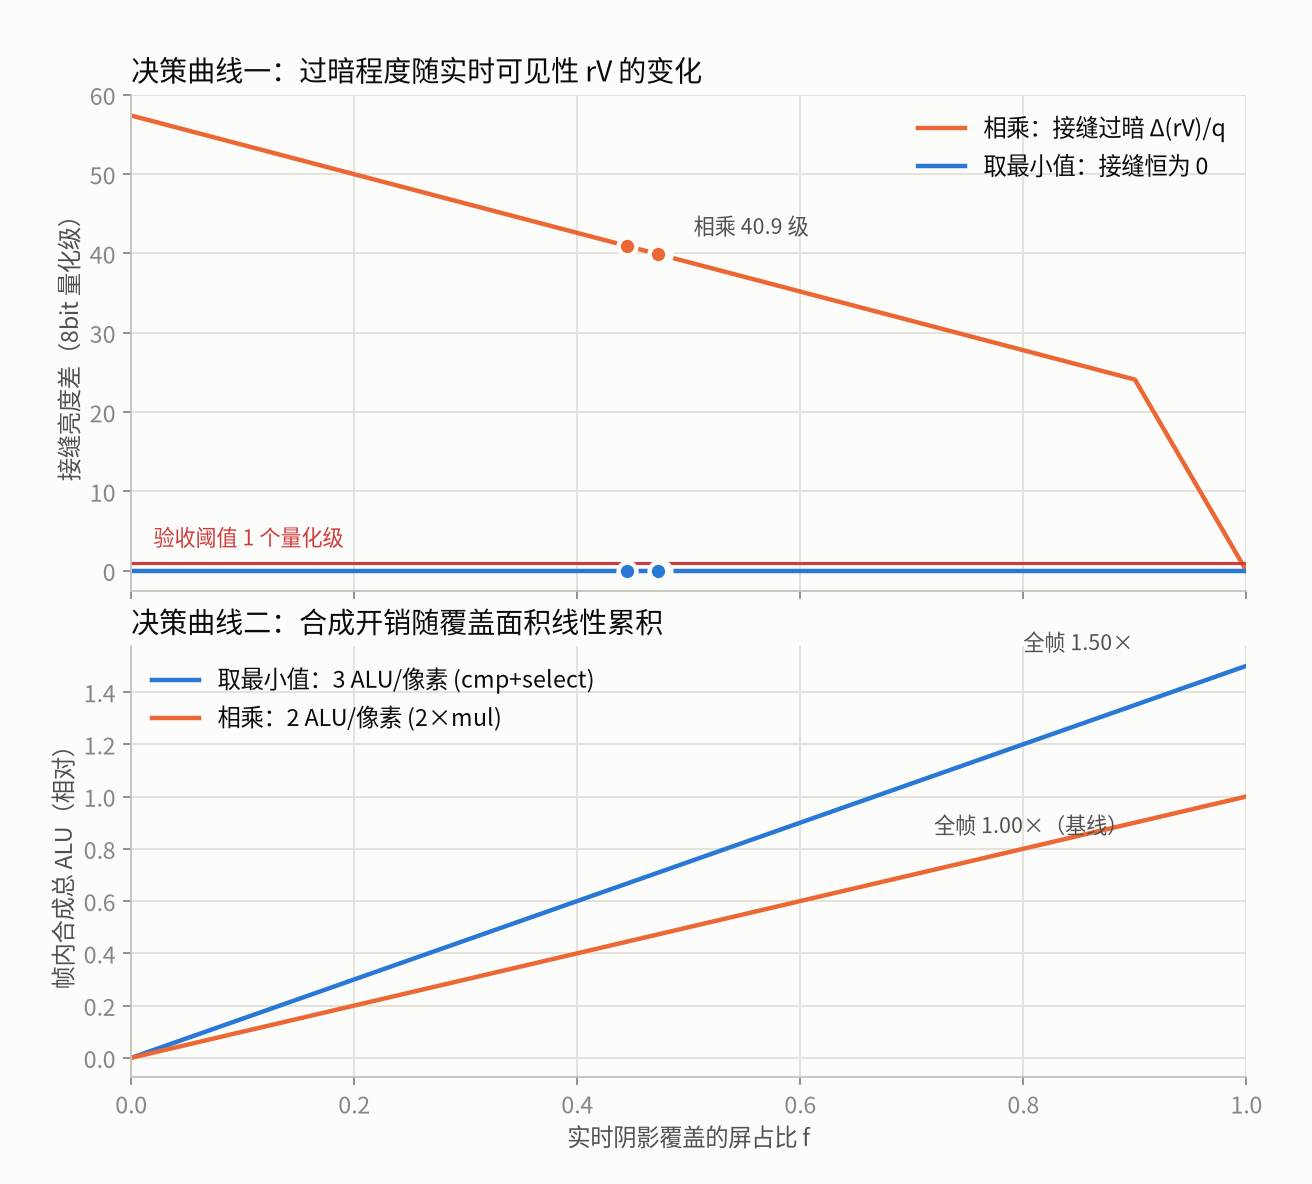 决策曲线一：过暗程度随实时可见性 rV 的变化
60
50
40
30
20
10
0
接缝亮度差（8bit 量化级）
相乘：接缝过暗 Δ(rV)/q
取最小值：接缝恒为 0
相乘 40.9 级
验收阈值 1 个量化级
决策曲线二：合成开销随覆盖面积线性累积
全帧 1.50×
取最小值：3 ALU/像素 (cmp+select)
相乘：2 ALU/像素 (2×mul)
1.4
1.2
1.0
0.8
0.6
0.4
0.2
0.0
帧内合成总 ALU（相对）
全帧 1.00×（基线）
0.0 0.2 0.4 0.6 0.8 1.0
实时阴影覆盖的屏占比 f